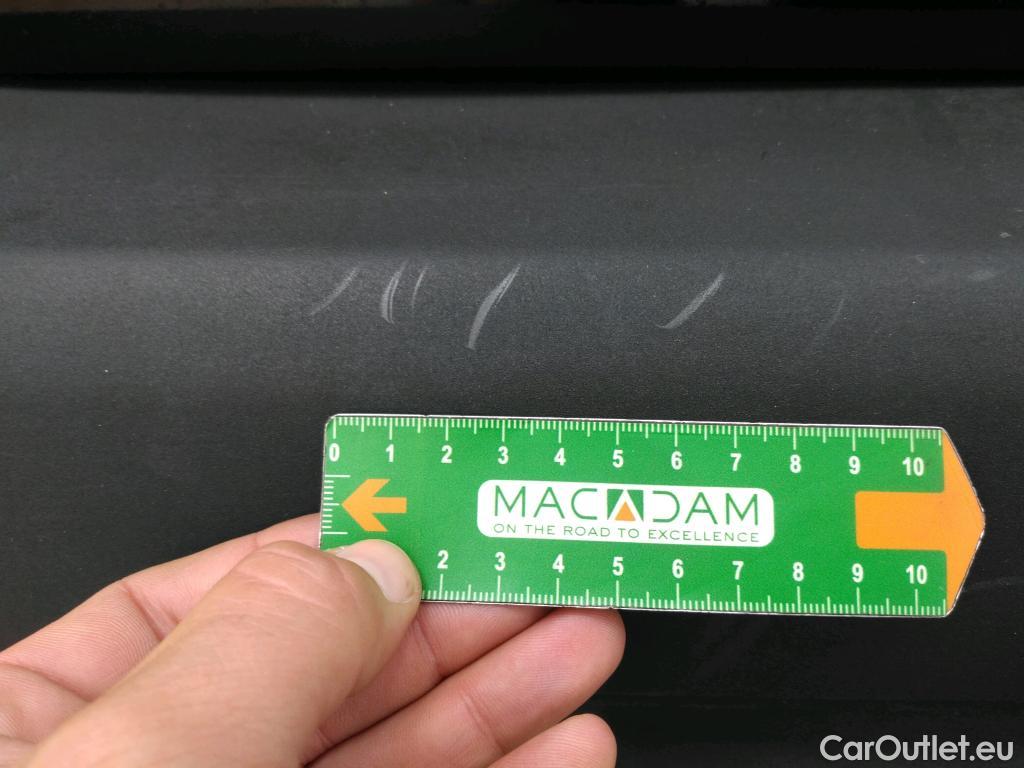 0 1 2 3 4 5 6 7 8 9 10
MACADAM
ON THE ROAD TO EXCELLENCE
2 3 4 5 6 7 8 9 10
CarOutlet.eu